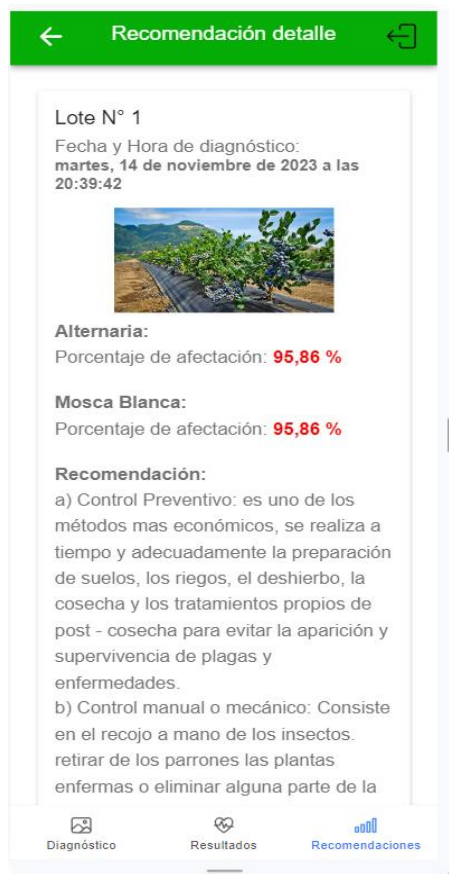 Recomendación detalle
Lote N° 1
Fecha y Hora de diagnóstico:
martes, 14 de noviembre de 2023 a las
20:39:42
Alternaria:
Porcentaje de afectación: 95,86 %
Mosca Blanca:
Porcentaje de afectación: 95,86 %
Recomendación:
a) Control Preventivo: es uno de los
métodos mas económicos, se realiza a
tiempo y adecuadamente la preparación
de suelos, los riegos, el deshierbo, la
cosecha y los tratamientos propios de
post - cosecha para evitar la aparición y
supervivencia de plagas y
enfermedades.
b) Control manual o mecánico: Consiste
en el recojo a mano de los insectos.
retirar de los parrones las plantas
enfermas o eliminar alguna parte de la
Diagnóstico
Resultados
Recomendaciones